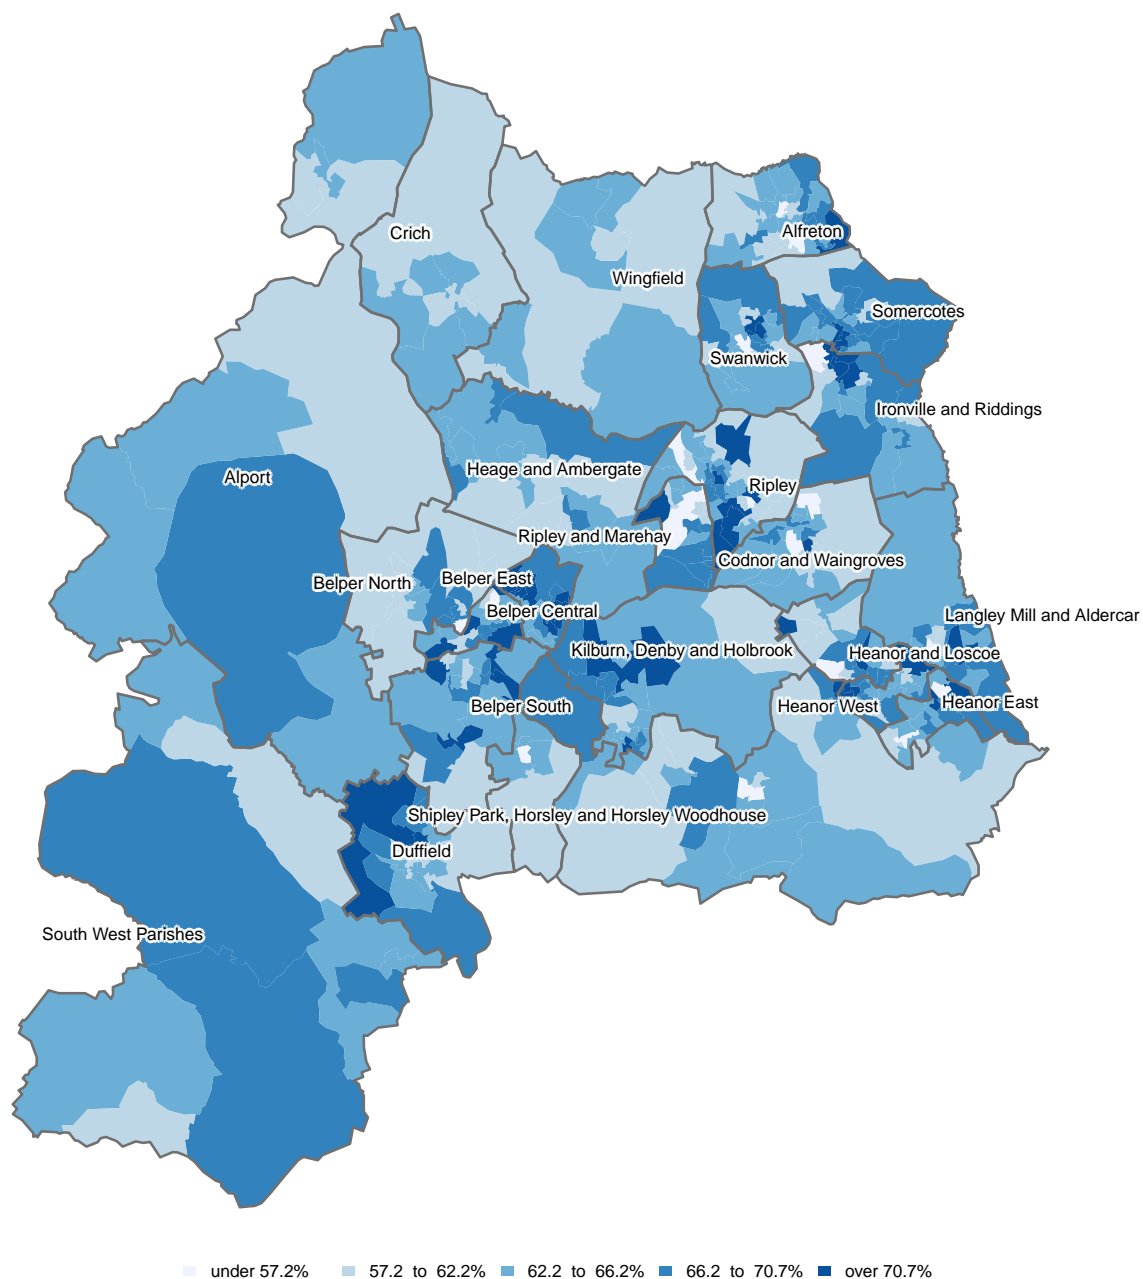 Crich
Alfreton
Wingfield
Somercotes
Swanwick
Ironville and Riddings
Heage and Ambergate
Alport
Ripley
Ripley and Marehay
Codnor and Waingroves
Belper North
Belper East
Belper Central
Langley Mill and Aldercar
Kilburn, Denby and Holbrook
Heanor and Loscoe
Belper South
Heanor West
Heanor East
Shipley Park, Horsley and Horsley Woodhouse
Duffield
South West Parishes
under 57.2% 57.2 to 62.2% 62.2 to 66.2% 66.2 to 70.7% over 70.7%